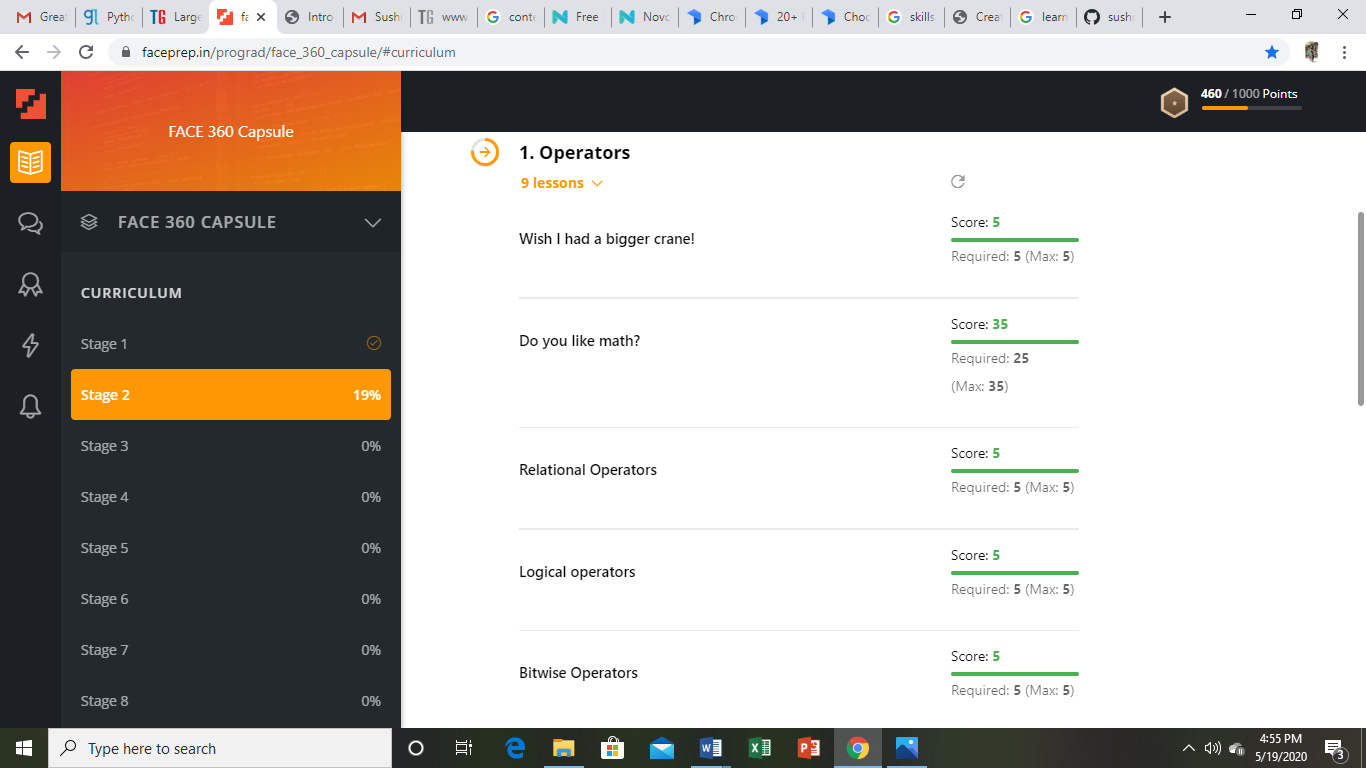 Great
Pytho
Large
fa
Intro
Sush
www
conte
Free
Novo
Chro
20+
Choc
skills
Creat
learn
sush
faceprep.in/prograd/face_360_capsule/#curriculum
FACE 360 Capsule
460 / 1000 Points
FACE 360 CAPSULE
CURRICULUM
Stage 1
Stage 2 19%
Stage 3 0%
Stage 4 0%
Stage 5 0%
Stage 6 0%
Stage 7 0%
Stage 8 0%
1. Operators
9 lessons
Wish I had a bigger crane!
Score: 5
Required: 5 (Max: 5)
Do you like math?
Score: 35
Required: 25
(Max: 35)
Relational Operators
Score: 5
Required: 5 (Max: 5)
Logical operators
Score: 5
Required: 5 (Max: 5)
Bitwise Operators
Score: 5
Required: 5 (Max: 5)
Type here to search
4:55 PM
5/19/2020
3